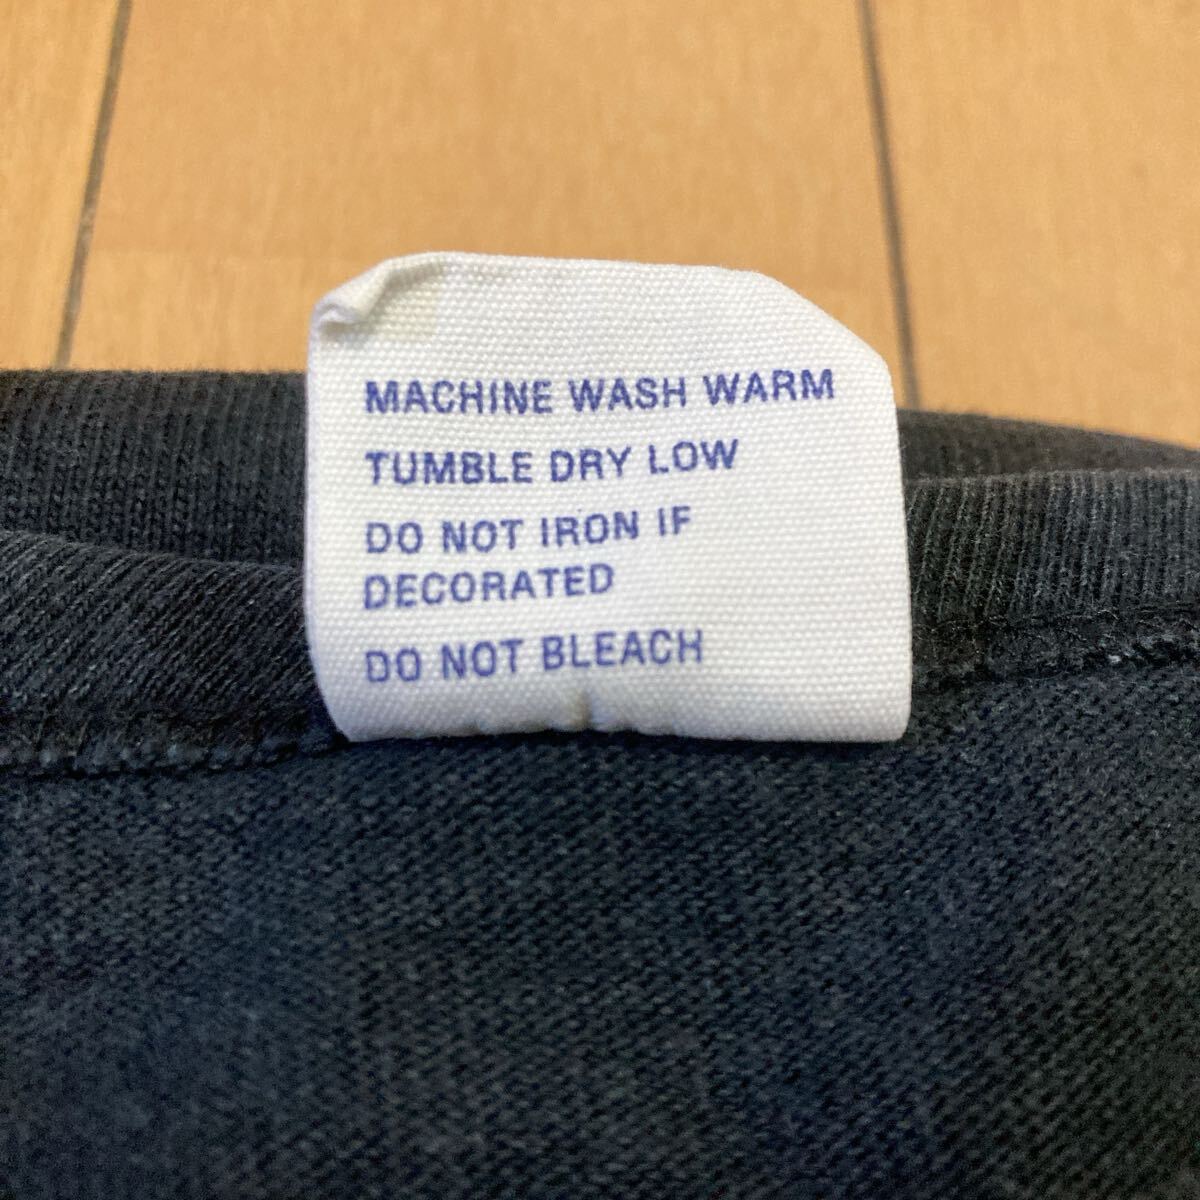 MACHINE WASH WARM
TUMBLE DRY LOW
DO NOT IRON IF
DECORATED
DO NOT BLEACH